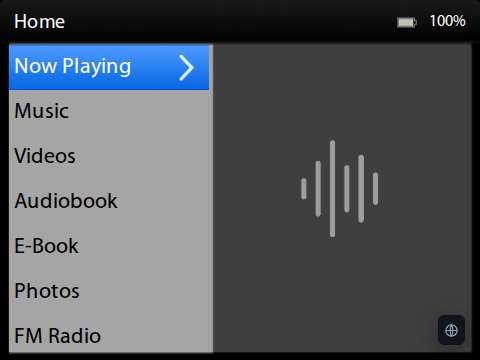 Home
100%
Now Playing
Music
Videos
Audiobook
E-Book
Photos
FM Radio